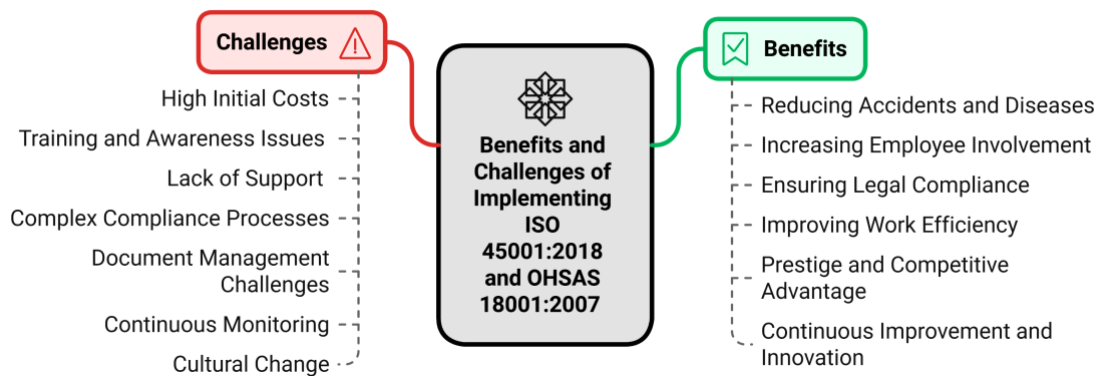 Challenges
High Initial Costs
Training and Awareness Issues
Lack of Support
Complex Compliance Processes
Document Management
Challenges
Continuous Monitoring
Cultural Change
Benefits and
Challenges of
Implementing
ISO
45001:2018
and OHSAS
18001:2007
Benefits
Reducing Accidents and Diseases
Increasing Employee Involvement
Ensuring Legal Compliance
Improving Work Efficiency
Prestige and Competitive
Advantage
Continuous Improvement and
Innovation